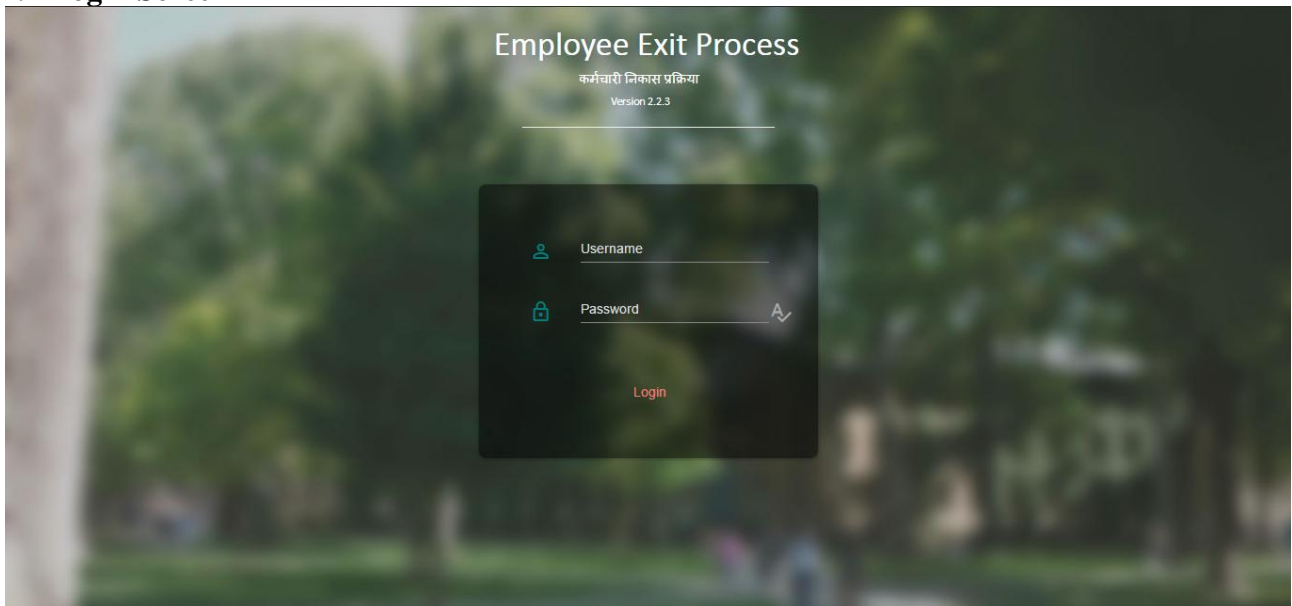 Employee Exit Process
कर्मचारी निकास प्रक्रिया
Version 2.2.3
Username
Password
Login